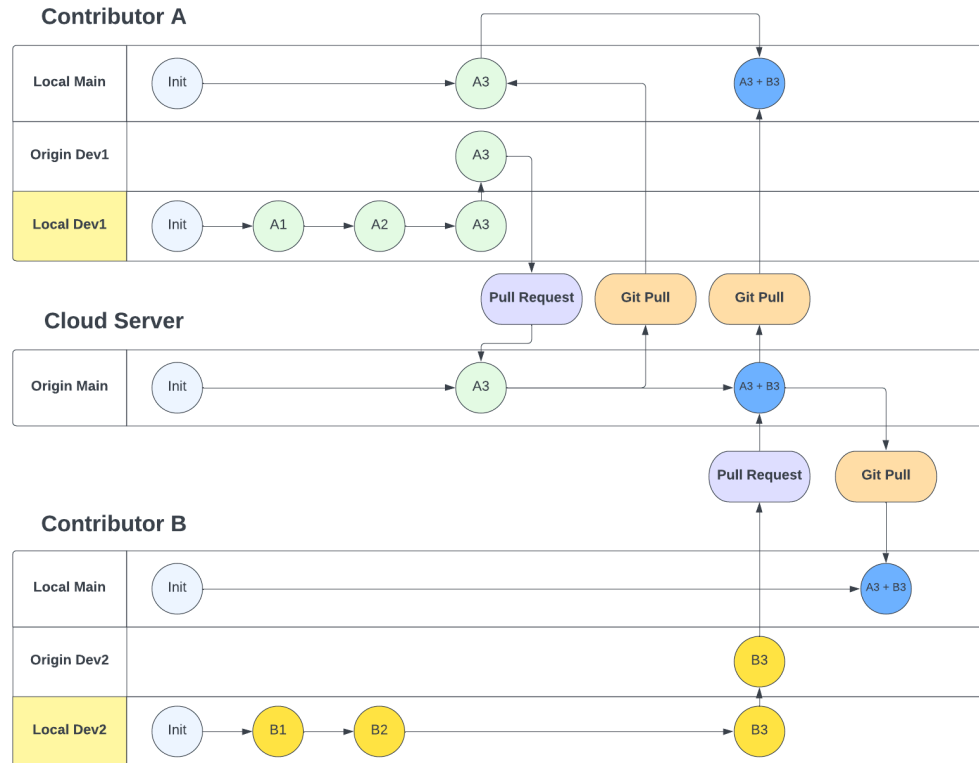 Contributor A
Local Main
Init
A3
A3 + B3
Origin Dev1
A3
Local Dev1
Init
A1
A2
A3
Pull Request
Git Pull
Git Pull
Cloud Server
Origin Main
Init
A3
A3 + B3
Pull Request
Git Pull
Contributor B
Local Main
Init
A3 + B3
Origin Dev2
B3
Local Dev2
Init
B1
B2
B3